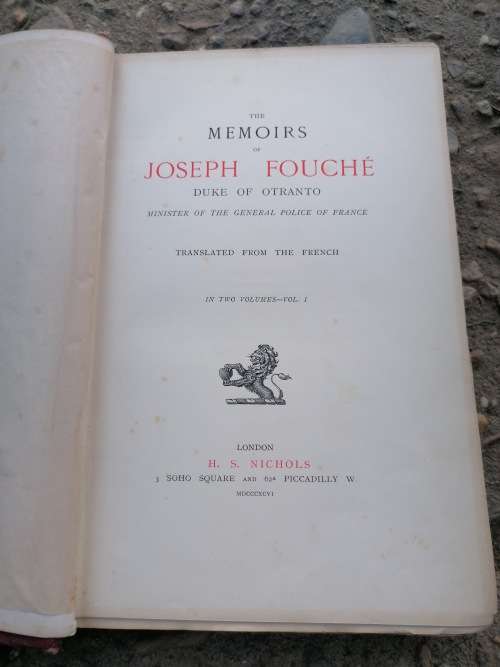 THE
MEMOIRS
OF
JOSEPH FOUCHÉ
DUKE OF OTRANTO
MINISTER OF THE GENERAL POLICE OF FRANCE
TRANSLATED FROM THE FRENCH
IN TWO VOLUMES—VOL. I
LONDON
H. S. NICHOLS
3 SOHO SQUARE AND 62A PICCADILLY W
MDCCCXCVI